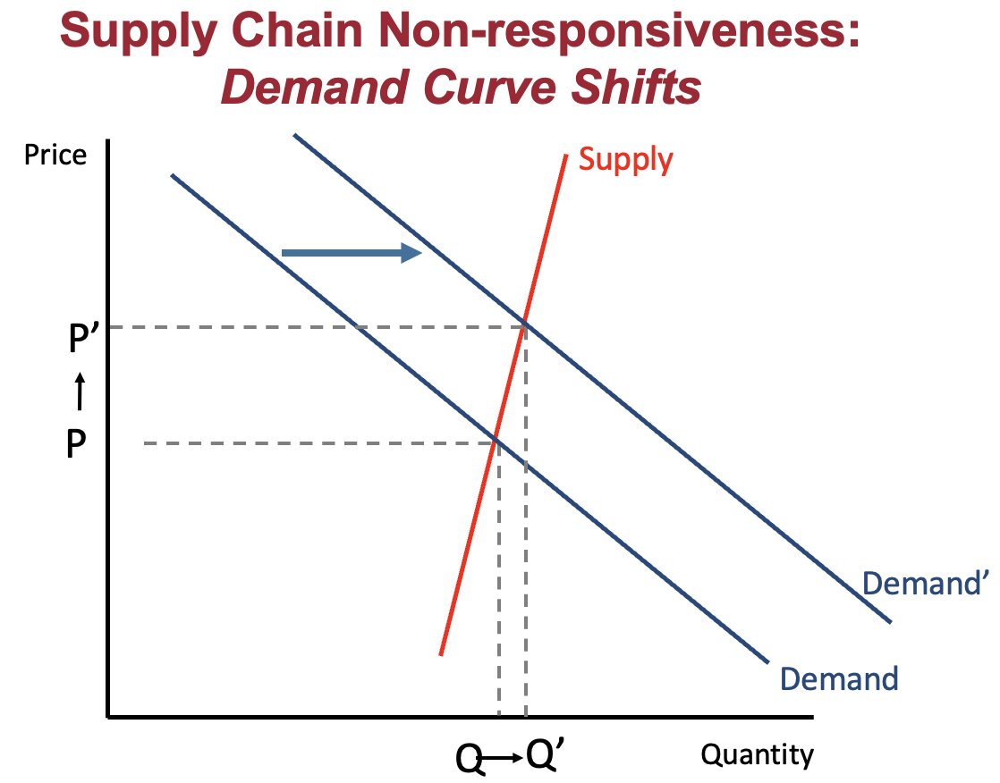 Supply Chain Non-responsiveness:
Demand Curve Shifts
Price
Supply
P’
P
Demand’
Demand
Q
Q’
Quantity